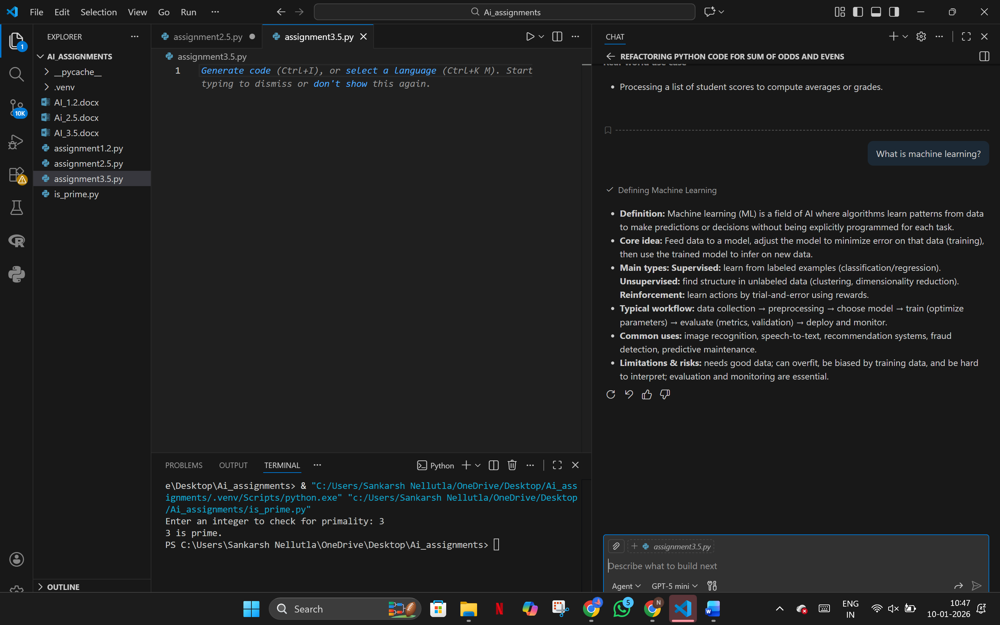 File Edit Selection View Go Run ···
Ai_assignments
EXPLORER
AI_ASSIGNMENTS
__pycache__
.venv
AI_1.2.docx
Ai_2.5.docx
AI_3.5.docx
assignment1.2.py
assignment2.5.py
assignment3.5.py
is_prime.py
OUTLINE
1
10K
assignment2.5.py
assignment3.5.py
assignment3.5.py
1
Generate code (Ctrl+I), or select a language (Ctrl+K M). Start
typing to dismiss or don't show this again.
PROBLEMS OUTPUT TERMINAL ···
Python
e\Desktop\Ai_assignments> & "C:/Users/Sankarsh Nellutla/OneDrive/Desktop/Ai_ass
ignments/.venv/Scripts/python.exe" "c:/Users/Sankarsh Nellutla/OneDrive/Desktop
/Ai_assignments/is_prime.py"
Enter an integer to check for primality: 3
3 is prime.
PS C:\Users\Sankarsh Nellutla\OneDrive\Desktop\Ai_assignments>
CHAT
REFACTORING PYTHON CODE FOR SUM OF ODDS AND EVENS
• Processing a list of student scores to compute averages or grades.
What is machine learning?
Defining Machine Learning
• Definition: Machine learning (ML) is a field of AI where algorithms learn patterns from data
to make predictions or decisions without being explicitly programmed for each task.
• Core idea: Feed data to a model, adjust the model to minimize error on that data (training),
then use the trained model to infer on new data.
• Main types: Supervised: learn from labeled examples (classification/regression).
Unsupervised: find structure in unlabeled data (clustering, dimensionality reduction).
Reinforcement: learn actions by trial-and-error using rewards.
• Typical workflow: data collection → preprocessing → choose model → train (optimize
parameters) → evaluate (metrics, validation) → deploy and monitor.
• Common uses: image recognition, speech-to-text, recommendation systems, fraud
detection, predictive maintenance.
• Limitations & risks: needs good data; can overfit, be biased by training data, and be hard
to interpret; evaluation and monitoring are essential.
assignment3.5.py
Describe what to build next
Agent GPT-5 mini
Search
N
5
N
W
ENG
IN
10:47
10-01-2026